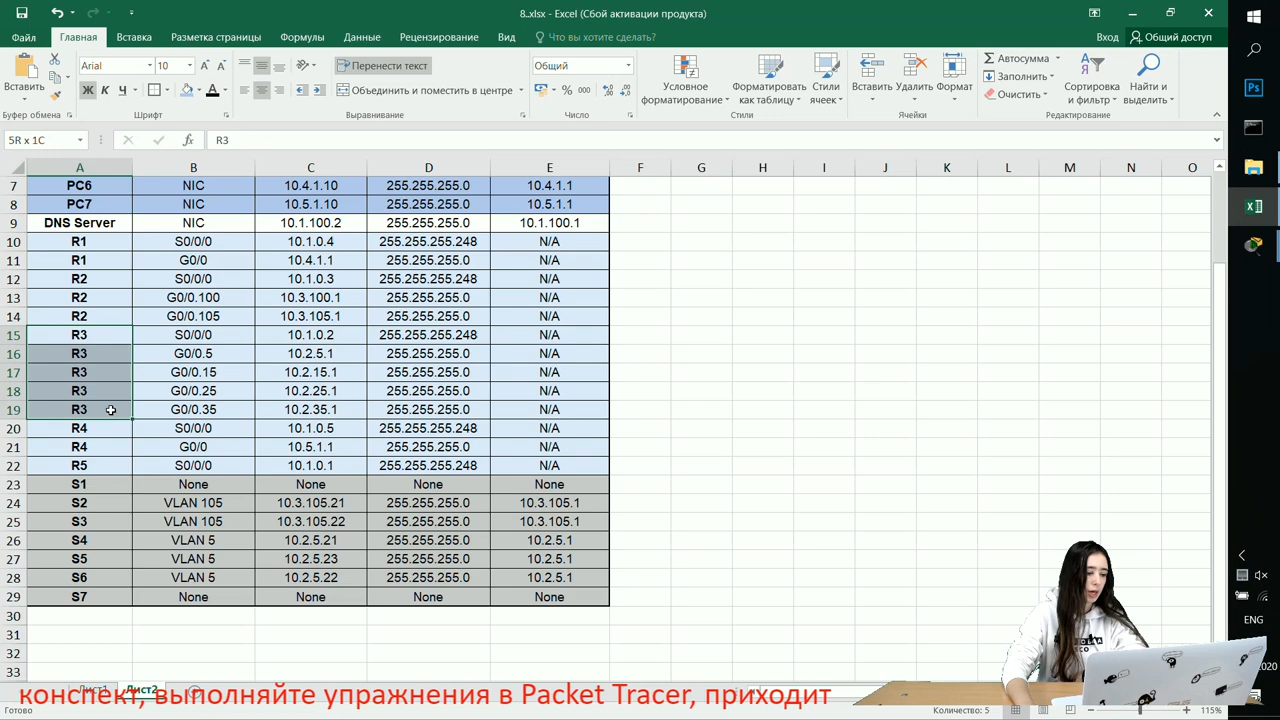 8..xlsx - Excel (Сбой активации продукта)
Файл Главная Вставка Разметка страницы Формулы Данные Рецензирование Вид Что вы хотите сделать? Вход Общий доступ
Arial 10 Перенести текст Общий Автосумма
Заполнить
Вставить Ж К Ч Объединить и поместить в центре % 000 Условное форматирование Форматировать как таблицу Стили ячеек Вставить Удалить Формат Очистить Сортировка и фильтр Найти и выделить
Буфер обмена Шрифт Выравнивание Число Стили Ячейки Редактирование
5R x 1C fx R3
A B C D E F G H I J K L M N O
7 PC6 NIC 10.4.1.10 255.255.255.0 10.4.1.1
8 PC7 NIC 10.5.1.10 255.255.255.0 10.5.1.1
9 DNS Server NIC 10.1.100.2 255.255.255.0 10.1.100.1
10 R1 S0/0/0 10.1.0.4 255.255.255.248 N/A
11 R1 G0/0 10.4.1.1 255.255.255.0 N/A
12 R2 S0/0/0 10.1.0.3 255.255.255.248 N/A
13 R2 G0/0.100 10.3.100.1 255.255.255.0 N/A
14 R2 G0/0.105 10.3.105.1 255.255.255.0 N/A
15 R3 S0/0/0 10.1.0.2 255.255.255.248 N/A
16 R3 G0/0.5 10.2.5.1 255.255.255.0 N/A
17 R3 G0/0.15 10.2.15.1 255.255.255.0 N/A
18 R3 G0/0.25 10.2.25.1 255.255.255.0 N/A
19 R3 G0/0.35 10.2.35.1 255.255.255.0 N/A
20 R4 S0/0/0 10.1.0.5 255.255.255.248 N/A
21 R4 G0/0 10.5.1.1 255.255.255.0 N/A
22 R5 S0/0/0 10.1.0.1 255.255.255.248 N/A
23 S1 None None None None
24 S2 VLAN 105 10.3.105.21 255.255.255.0 10.3.105.1
25 S3 VLAN 105 10.3.105.22 255.255.255.0 10.3.105.1
26 S4 VLAN 5 10.2.5.21 255.255.255.0 10.2.5.1
27 S5 VLAN 5 10.2.5.23 255.255.255.0 10.2.5.1
28 S6 VLAN 5 10.2.5.22 255.255.255.0 10.2.5.1
29 S7 None None None None
30
31
32
33
ENG
Лист1 Лист2
конспект, выполняйте упражнения в Packet Tracer, приходит
Готово Количество: 5 115%